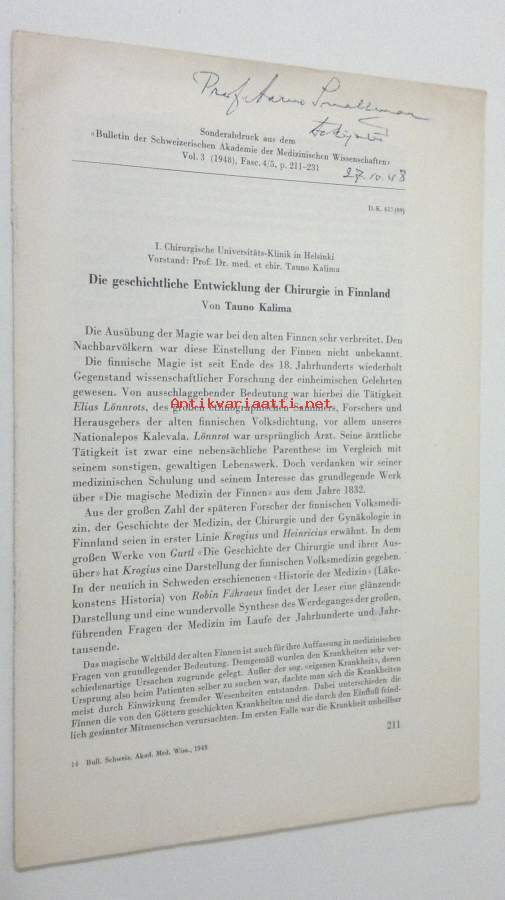 Prof. Aarno Snellman
27.10.48
Sonderabdruck aus dem
«Bulletin der Schweizerischen Akademie der Medizinischen Wissenschaften»
Vol. 3 (1948), Fasc. 4/5, p. 211–231
D. K. 617 (09)
I. Chirurgische Universitäts-Klinik in Helsinki
Vorstand: Prof. Dr. med. et chir. Tauno Kalima
Die geschichtliche Entwicklung der Chirurgie in Finnland
Von Tauno Kalima
Die Ausübung der Magie war bei den alten Finnen sehr verbreitet. Den
Nachbarvölkern war diese Einstellung der Finnen nicht unbekannt.
Die finnische Magie ist seit Ende des 18. Jahrhunderts wiederholt
Gegenstand wissenschaftlicher Forschung der einheimischen Gelehrten
gewesen. Von ausschlaggebender Bedeutung war hierbei die Tätigkeit
Elias Lönnrots, des großen ethnographischen Sammlers, Forschers und
Antikvariaatti.net
Herausgebers der alten finnischen Volksdichtung, vor allem unseres
Nationalepos Kalevala. Lönnrot war ursprünglich Arzt. Seine ärztliche
Tätigkeit ist zwar eine nebensächliche Parenthese im Vergleich mit
seinem sonstigen, gewaltigen Lebenswerk. Doch verdanken wir seiner
medizinischen Schulung und seinem Interesse das grundlegende Werk
über «Die magische Medizin der Finnen» aus dem Jahre 1832.
Aus der großen Zahl der späteren Forscher der finnischen Volksmedi-
zin, der Geschichte der Medizin, der Chirurgie und der Gynäkologie in
Finnland seien in erster Linie Krogius und Heinricius erwähnt. In dem
großen Werke von Gurtl «Die Geschichte der Chirurgie und ihrer Aus-
über» hat Krogius eine Darstellung der finnischen Volksmedizin gegeben.
In der neulich in Schweden erschienenen «Historie der Medizin» (Läke-
konstens Historia) von Robin Fåhraeus findet der Leser eine glänzende
Darstellung und eine wundervolle Synthese des Werdeganges der großen,
führenden Fragen der Medizin im Laufe der Jahrhunderte und Jahr-
tausende.
Das magische Weltbild der alten Finnen ist auch für ihre Auffassung in medizinischen
Fragen von grundlegender Bedeutung. Demgemäß wurden den Krankheiten sehr ver-
schiedenartige Ursachen zugrunde gelegt. Außer der sog. «eigenen Krankheit», deren
Ursprung also beim Patienten selber zu suchen war, dachte man sich die Krankheiten
meist durch Einwirkung fremder Wesenheiten entstanden. Dabei unterschieden die
Finnen die von den Göttern geschickten Krankheiten und die durch den Einfluß feind-
lich gesinnter Mitmenschen verursachten. Im ersten Falle war die Krankheit unheilbar
211
14 Bull. Schweiz. Akad. Med. Wiss., 1948